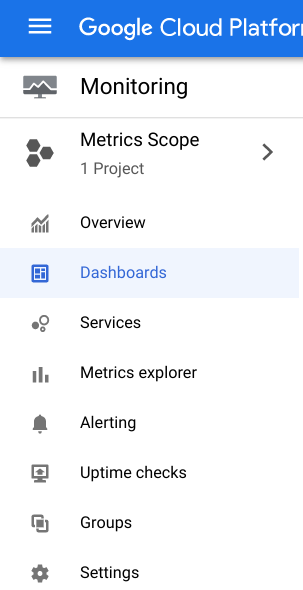 Google Cloud Platfor
Monitoring
Metrics Scope
1 Project
Overview
Dashboards
Services
Metrics explorer
Alerting
Uptime checks
Groups
Settings